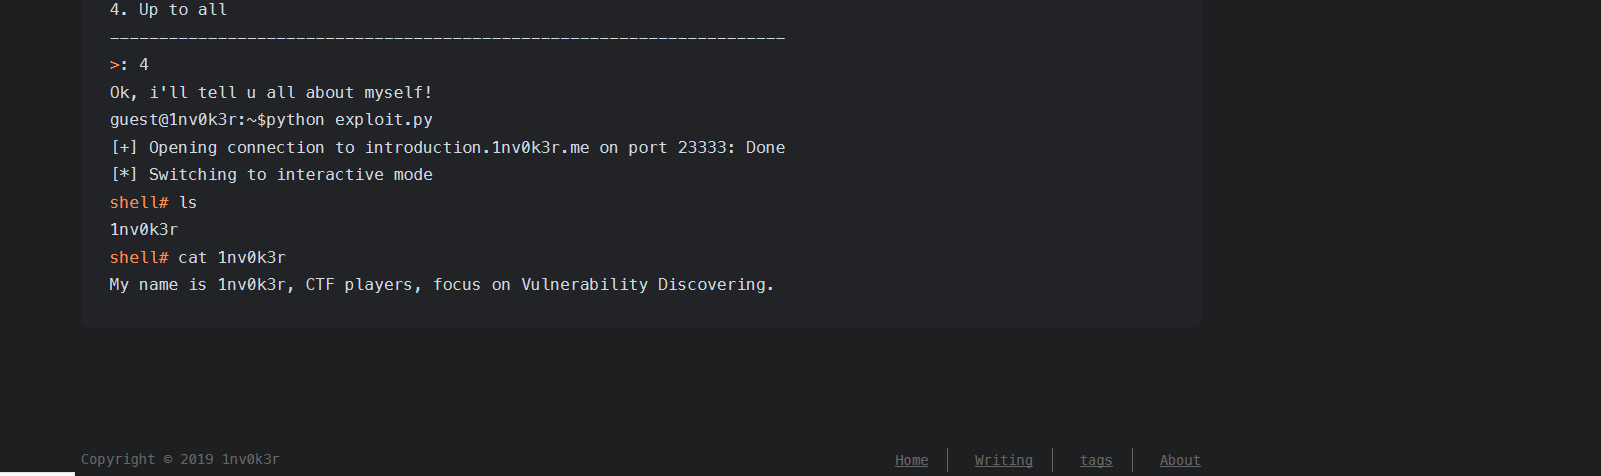 4. Up to all
---------------------------------------------------------------------
>: 4
Ok, i'll tell u all about myself!
guest@1nv0k3r:~$python exploit.py
[+] Opening connection to introduction.1nv0k3r.me on port 23333: Done
[*] Switching to interactive mode
shell# ls
1nv0k3r
shell# cat 1nv0k3r
My name is 1nv0k3r, CTF players, focus on Vulnerability Discovering.
Copyright © 2019 1nv0k3r
Home Writing tags About